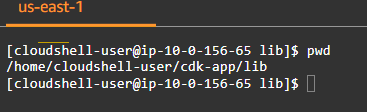 us-east-1
[cloudshell-user@ip-10-0-156-65 lib]$ pwd
/home/cloudshell-user/cdk-app/lib
[cloudshell-user@ip-10-0-156-65 lib]$